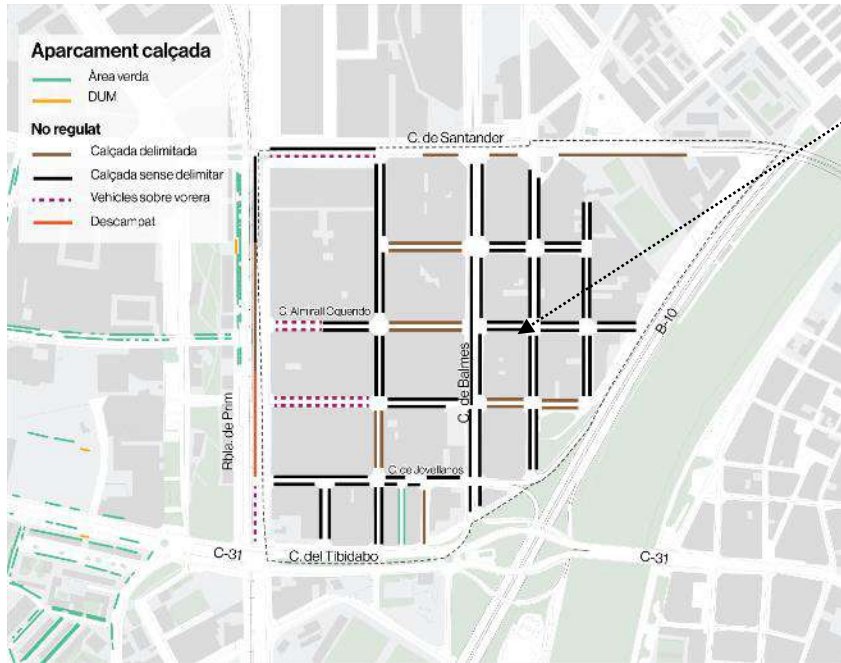 Aparcament calçada
Àrea verda
DUM
No regulat
Calçada delimitada
Calçada sense delimitar
Vehicles sobre vorera
Descampat
C. de Santander
C. Almirall Oquendo
B-10
C. de Balmes
Rbla. de Prim
C. de Jovellanos
C-31
C. del Tibidabo
C-31